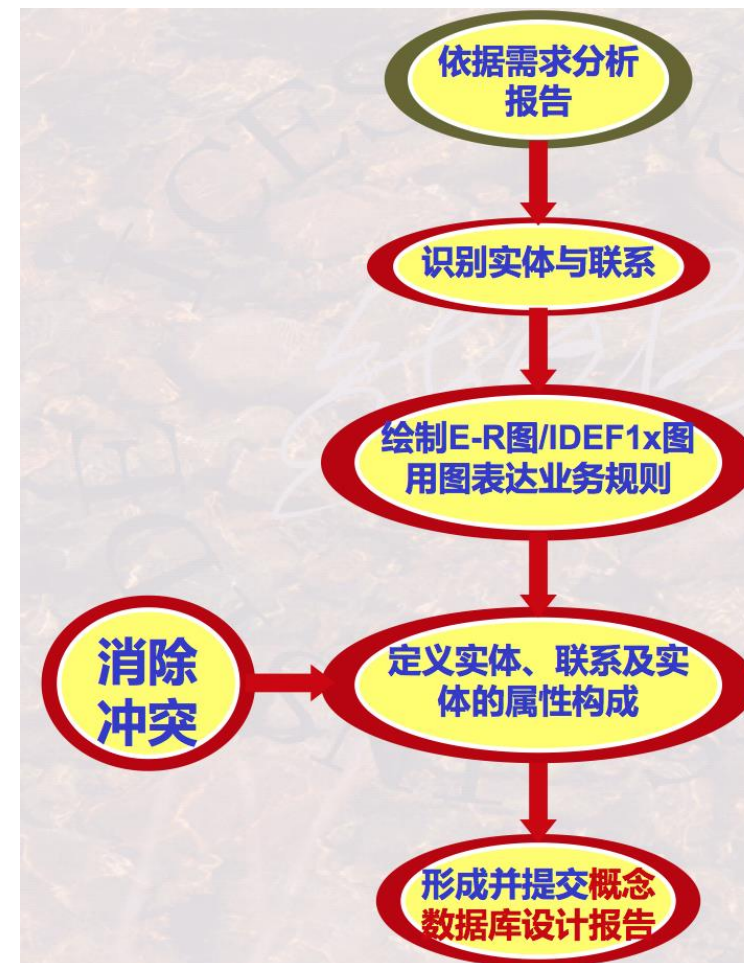 依据需求分析
报告
识别实体与联系
绘制E-R图/IDEF1x图
用图表达业务规则
消除
冲突
定义实体、联系及实
体的属性构成
形成并提交概念
数据库设计报告